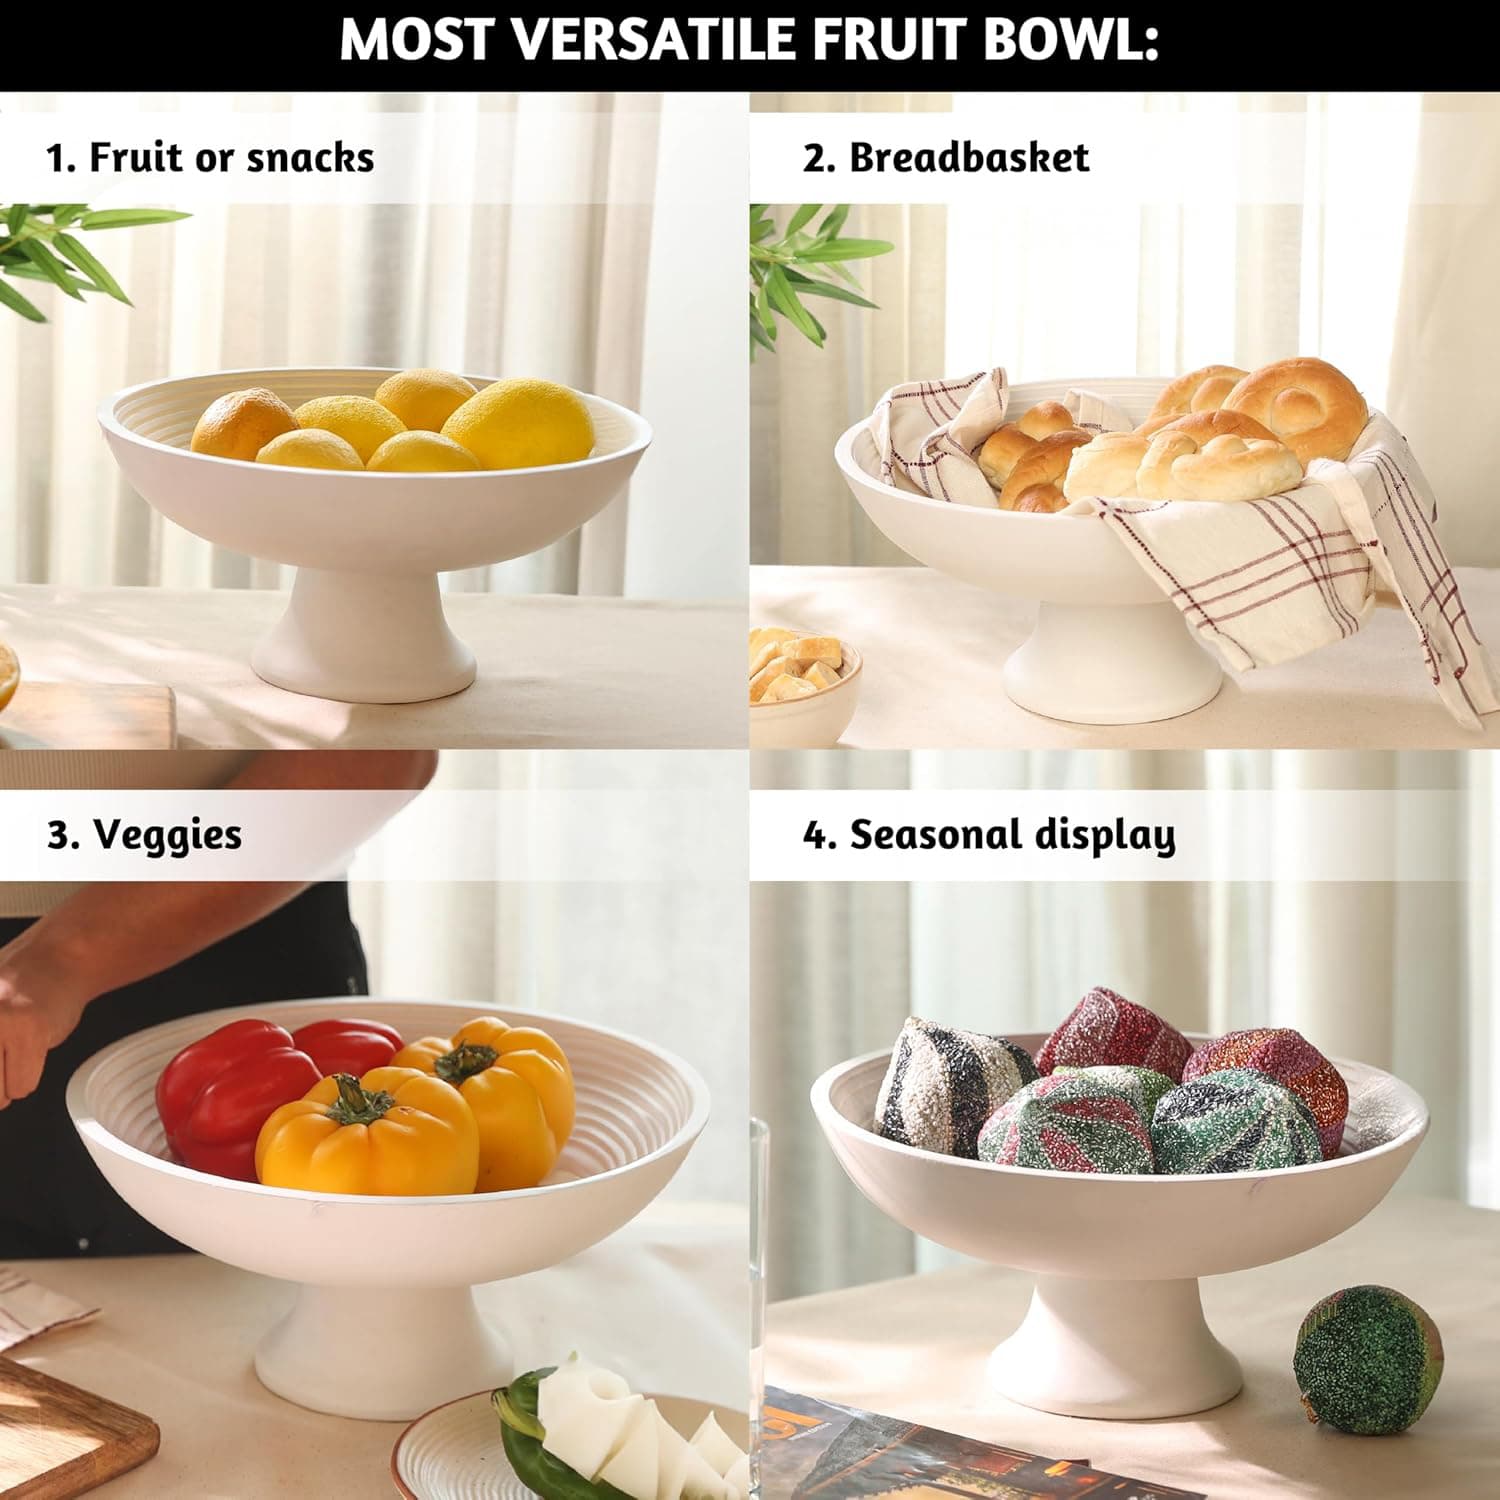 MOST VERSATILE FRUIT BOWL:
1. Fruit or snacks
2. Breadbasket
3. Veggies
4. Seasonal display